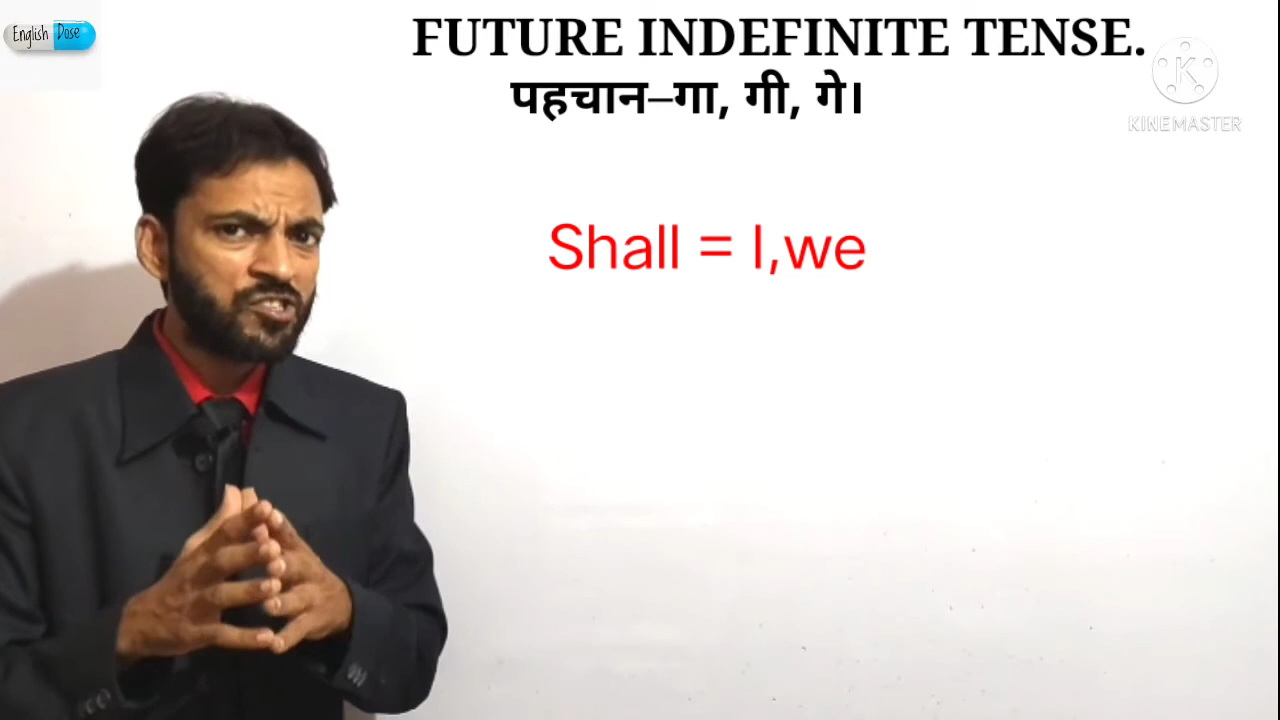 English Dose
FUTURE INDEFINITE TENSE.
पहचान–गा, गी, गे।
KINEMASTER
Shall = I,we